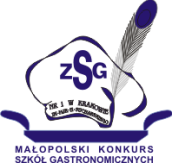 ZSG
NR 1 W KRAKOWIE
MAŁOPOLSKI KONKURS
SZKÓŁ GASTRONOMICZNYCH